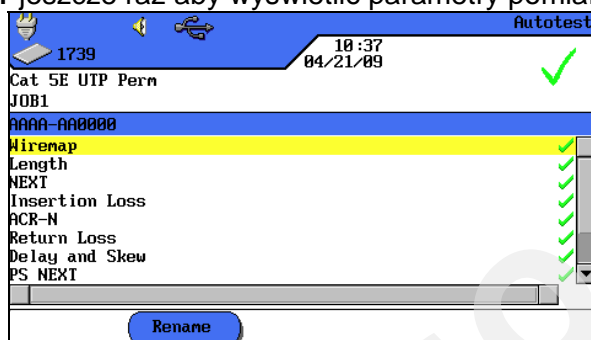 jeszcze raz aby wyświetlić parametry pomia
Autotest
1739
10:37
04/21/09
Cat 5E UTP Perm
JOB1
AAAA-AA0000
Wiremap
Length
NEXT
Insertion Loss
ACR-N
Return Loss
Delay and Skew
PS NEXT
Rename